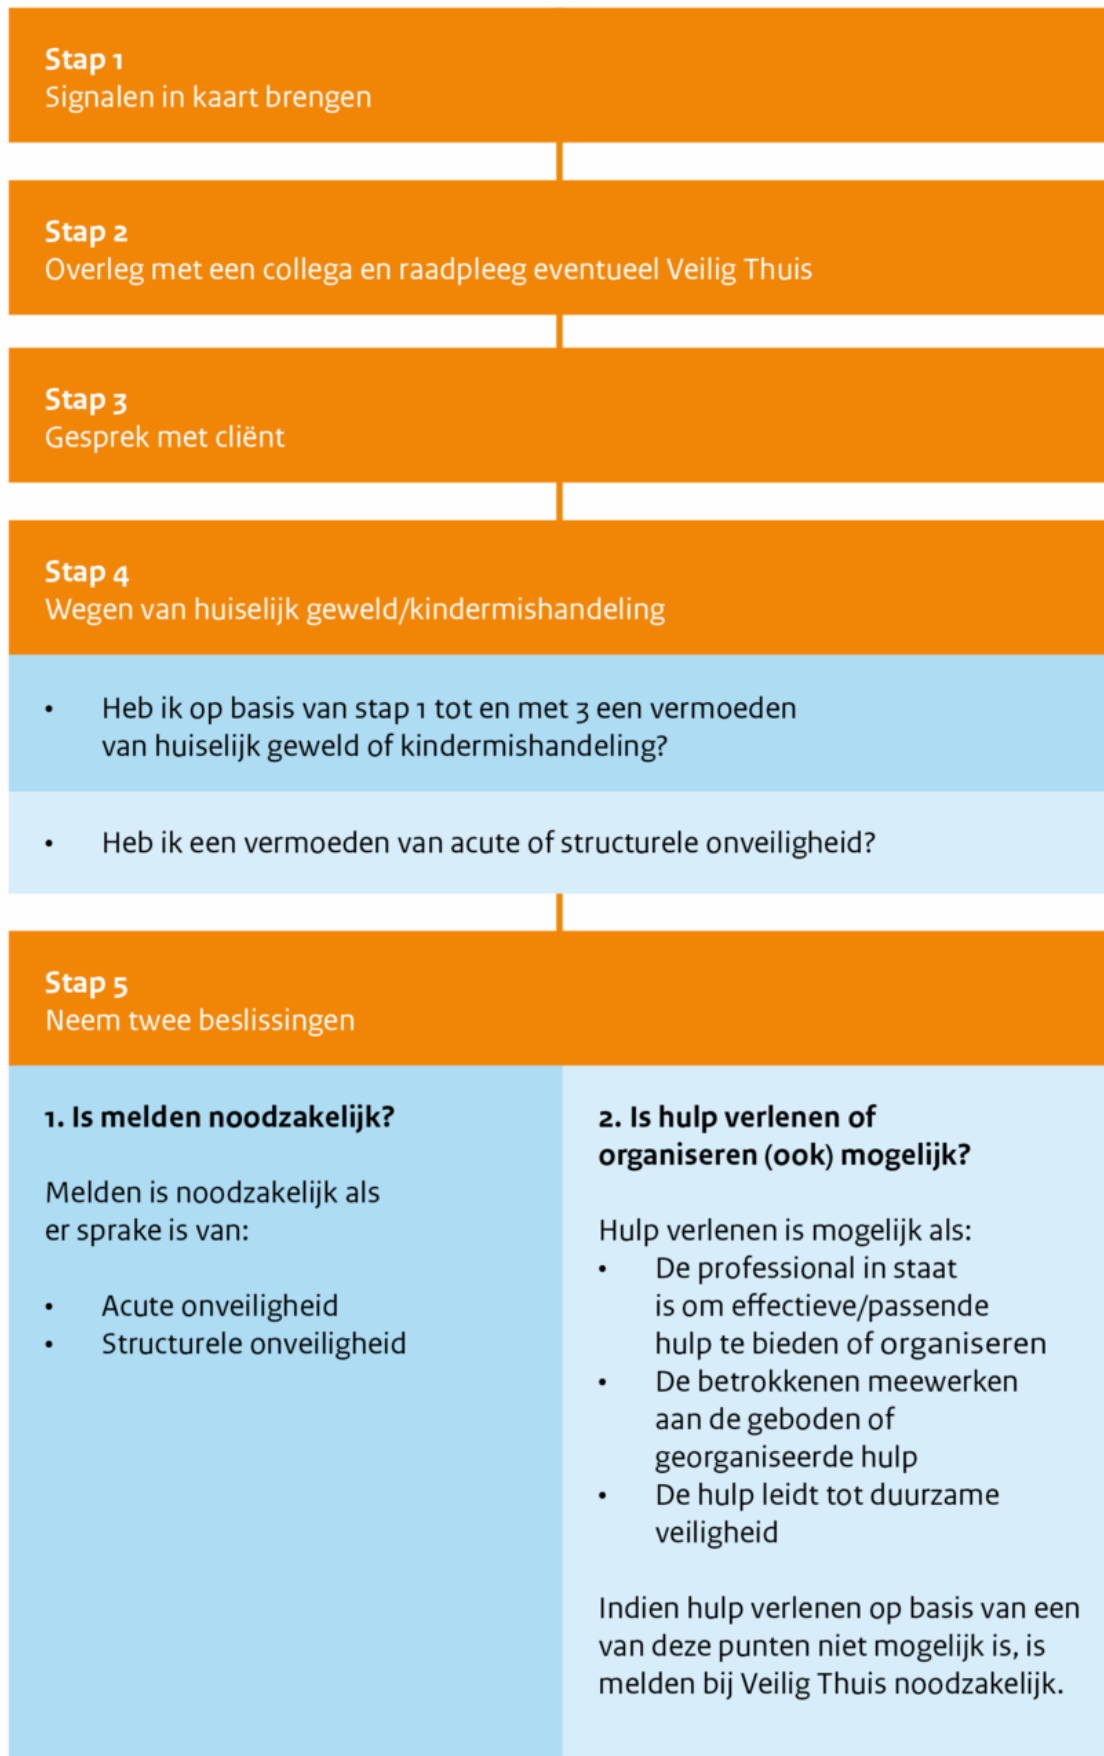 Stap 1
Signalen in kaart brengen
Stap 2
Overleg met een collega en raadpleeg eventueel Veilig Thuis
Stap 3
Gesprek met cliënt
Stap 4
Wegen van huiselijk geweld/kindermishandeling
• Heb ik op basis van stap 1 tot en met 3 een vermoeden
van huiselijk geweld of kindermishandeling?
• Heb ik een vermoeden van acute of structurele onveiligheid?
Stap 5
Neem twee beslissingen
1. Is melden noodzakelijk?
Melden is noodzakelijk als
er sprake is van:
• Acute onveiligheid
• Structurele onveiligheid
2. Is hulp verlenen of
organiseren (ook) mogelijk?
Hulp verlenen is mogelijk als:
• De professional in staat
is om effectieve/passende
hulp te bieden of organiseren
• De betrokkenen meewerken
aan de geboden of
georganiseerde hulp
• De hulp leidt tot duurzame
veiligheid
Indien hulp verlenen op basis van een
van deze punten niet mogelijk is, is
melden bij Veilig Thuis noodzakelijk.